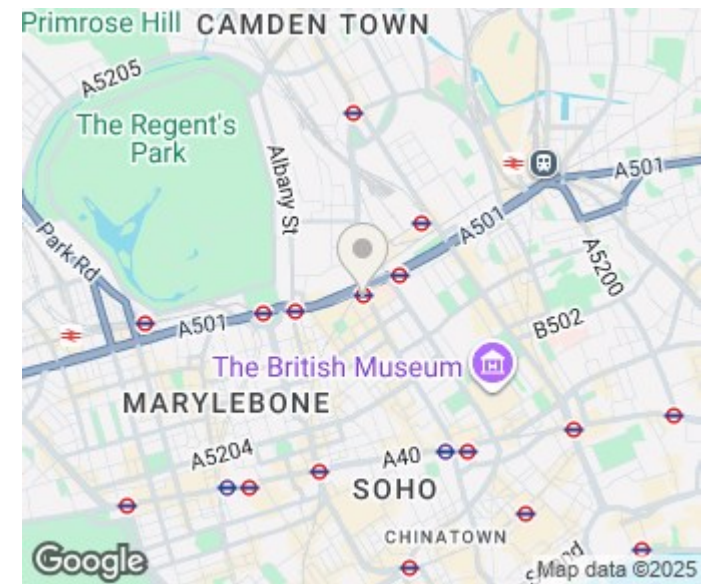 Primrose Hill
CAMDEN TOWN
A5205
The Regent's
Park
Albany St
A501
A501
Park Rd
A5200
A501
B502
The British Museum
MARYLEBONE
A5204
A40
SOHO
CHINATOWN
Google
Map data ©2025